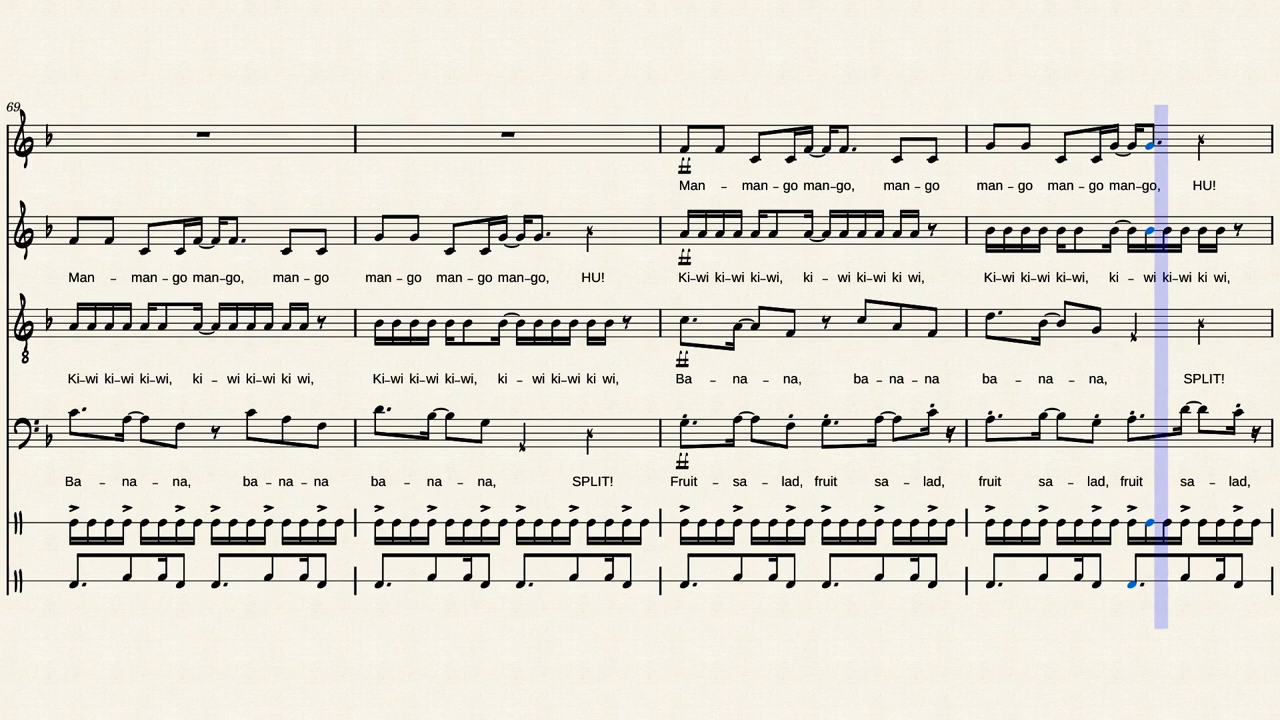 69
ff
Man – man – go man – go, man – go man – go man – go man – go, HU!
ff
Man – man – go man – go, man – go man – go man – go man – go, HU! Ki – wi ki – wi ki – wi, ki – wi ki – wi ki wi, Ki – wi ki – wi ki – wi, ki – wi ki – wi ki wi,
8
ff
Ki – wi ki – wi ki – wi, ki – wi ki – wi ki wi, Ki – wi ki – wi ki – wi, ki – wi ki – wi ki wi, Ba – na – na, ba – na – na ba – na – na, SPLIT!
ff
Ba – na – na, ba – na – na ba – na – na, SPLIT! Fruit – sa – lad, fruit sa – lad, fruit sa – lad, fruit sa – lad,